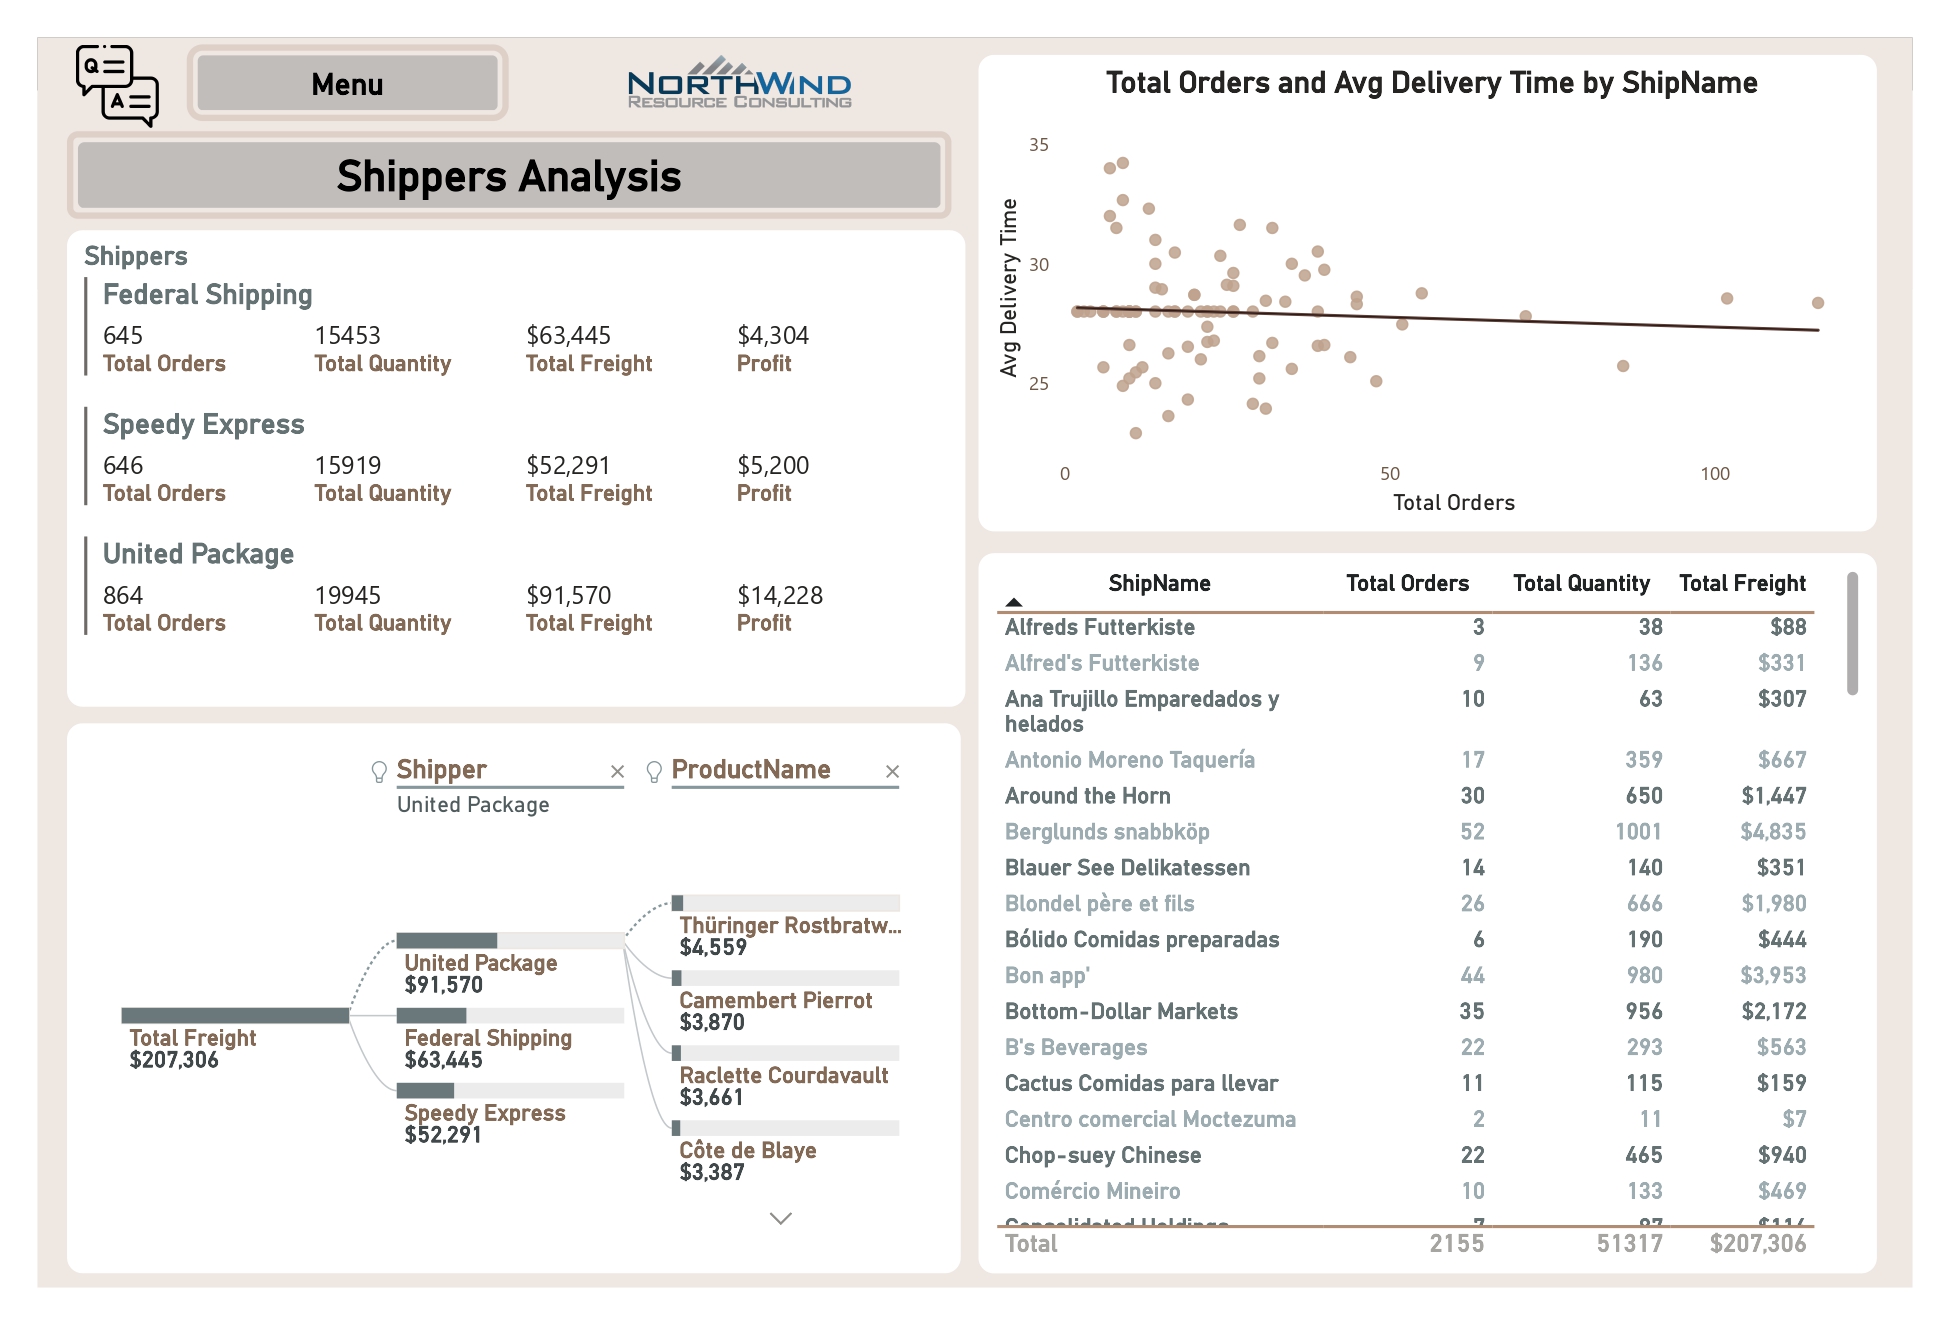 Q
A
Menu
NORTHWIND
RESOURCE CONSULTING
Shippers Analysis
Shippers
Federal Shipping
645 15453 $63,445 $4,304
Total Orders Total Quantity Total Freight Profit
Speedy Express
646 15919 $52,291 $5,200
Total Orders Total Quantity Total Freight Profit
United Package
864 19945 $91,570 $14,228
Total Orders Total Quantity Total Freight Profit
Shipper ProductName
United Package
Total Freight
$207,306
United Package
$91,570
Federal Shipping
$63,445
Speedy Express
$52,291
Thüringer Rostbratw...
$4,559
Camembert Pierrot
$3,870
Raclette Courdavault
$3,661
Côte de Blaye
$3,387
Total Orders and Avg Delivery Time by ShipName
Avg Delivery Time
35
30
25
0 50 100
Total Orders
ShipName Total Orders Total Quantity Total Freight
Alfreds Futterkiste 3 38 $88
Alfred's Futterkiste 9 136 $331
Ana Trujillo Emparedados y
helados 10 63 $307
Antonio Moreno Taquería 17 359 $667
Around the Horn 30 650 $1,447
Berglunds snabbköp 52 1001 $4,835
Blauer See Delikatessen 14 140 $351
Blondel père et fils 26 666 $1,980
Bólido Comidas preparadas 6 190 $444
Bon app' 44 980 $3,953
Bottom-Dollar Markets 35 956 $2,172
B's Beverages 22 293 $563
Cactus Comidas para llevar 11 115 $159
Centro comercial Moctezuma 2 11 $7
Chop-suey Chinese 22 465 $940
Comércio Mineiro 10 133 $469
Total 2155 51317 $207,306